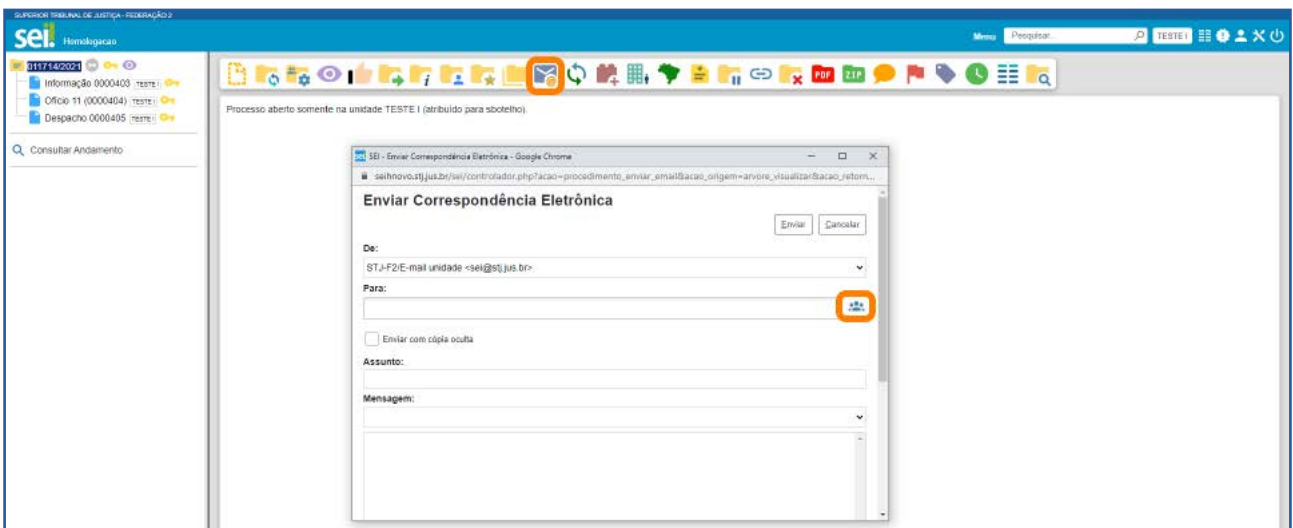 SUPERIOR TRIBUNAL DE JUSTIÇA - FEDERAÇÃO 2
sei. Homologacao
Menu Pesquisar... TESTE I
011714/2021
Informação 0000403 TESTE I
Ofício 11 (0000404) TESTE I
Despacho 0000405 TESTE I
Consultar Andamento
PDF ZIP
Processo aberto somente na unidade TESTE I (atribuído para sbotelho).
sei SEI - Enviar Correspondência Eletrônica - Google Chrome
seihnovo.stj.jus.br/sei/controlador.php?acao=procedimento_enviar_email&acao_origem=arvore_visualizar&acao_retorn...
Enviar Correspondência Eletrônica
Enviar Cancelar
De:
STJ-F2/E-mail unidade <sei@stj.jus.br>
Para:
Enviar com cópia oculta
Assunto:
Mensagem: